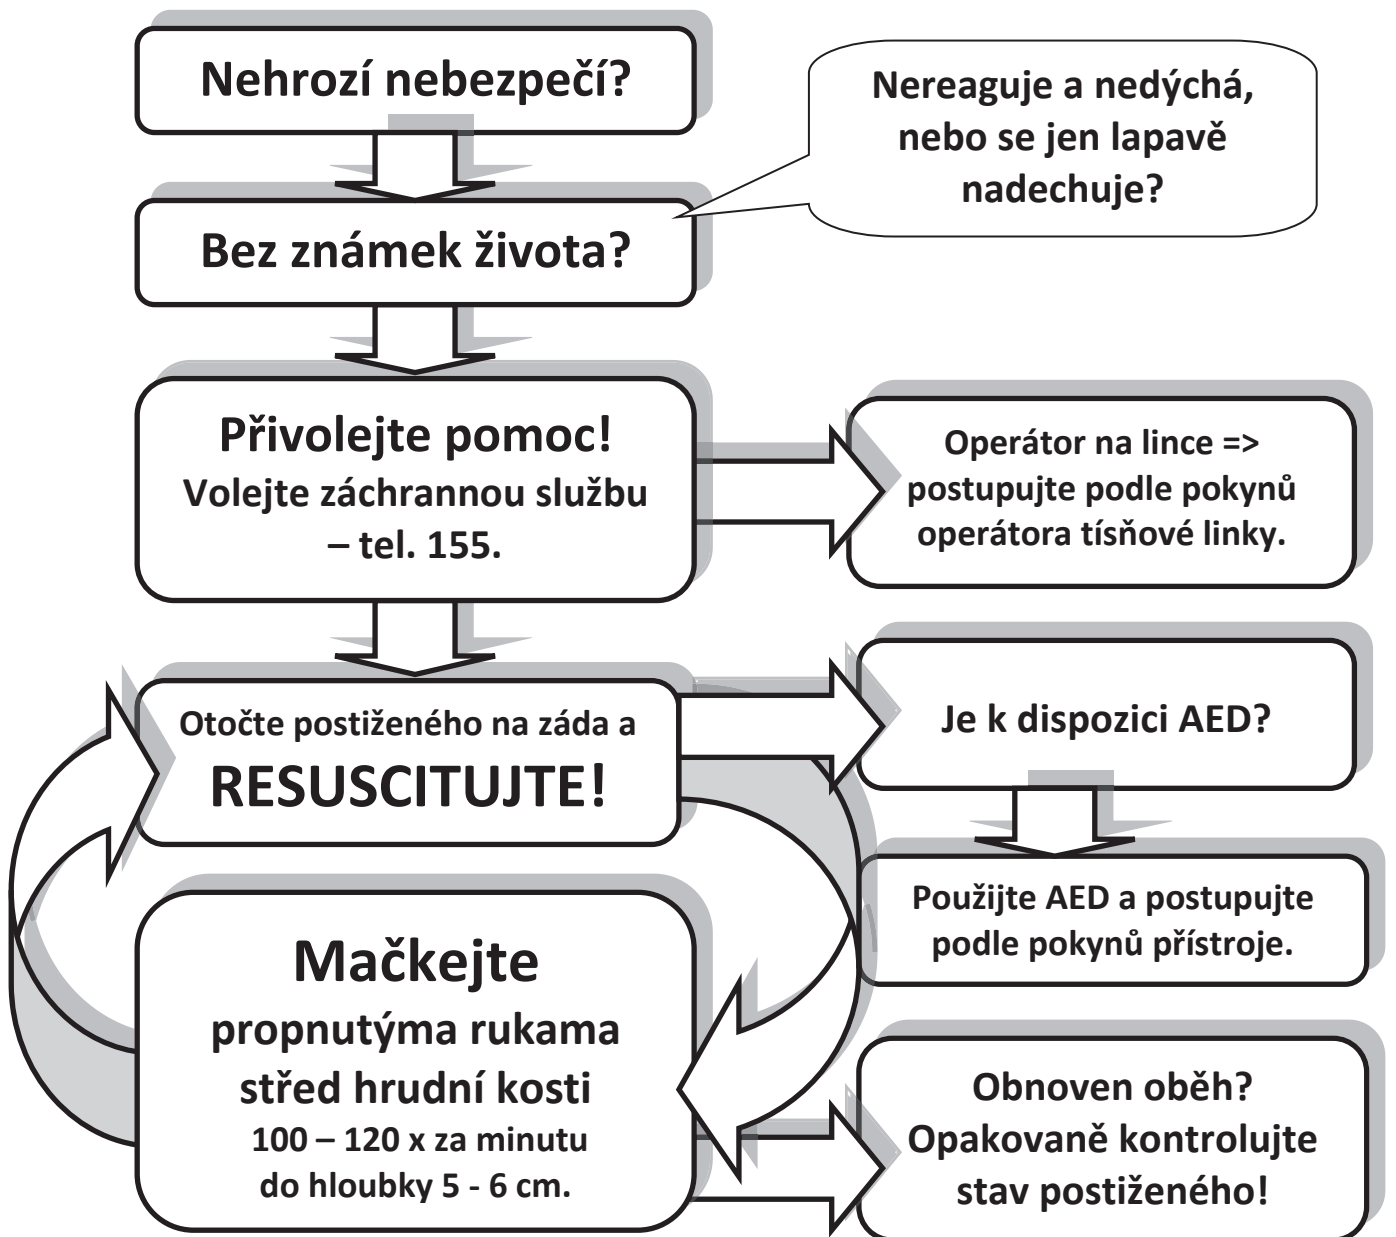 Nehrozí nebezpečí?
Nereaguje a nedýchá,
nebo se jen lapavě
nadechuje?
Bez známek života?
Přivolejte pomoc!
Volejte záchrannou službu
– tel. 155.
Operátor na lince =>
postupujte podle pokynů
operátora tísňové linky.
Otočte postiženého na záda a
RESUSCITUJTE!
Je k dispozici AED?
Použijte AED a postupujte
podle pokynů přístroje.
Mačkejte
propnutýma rukama
střed hrudní kosti
100 – 120 x za minutu
do hloubky 5 - 6 cm.
Obnoven oběh?
Opakovaně kontrolujte
stav postiženého!